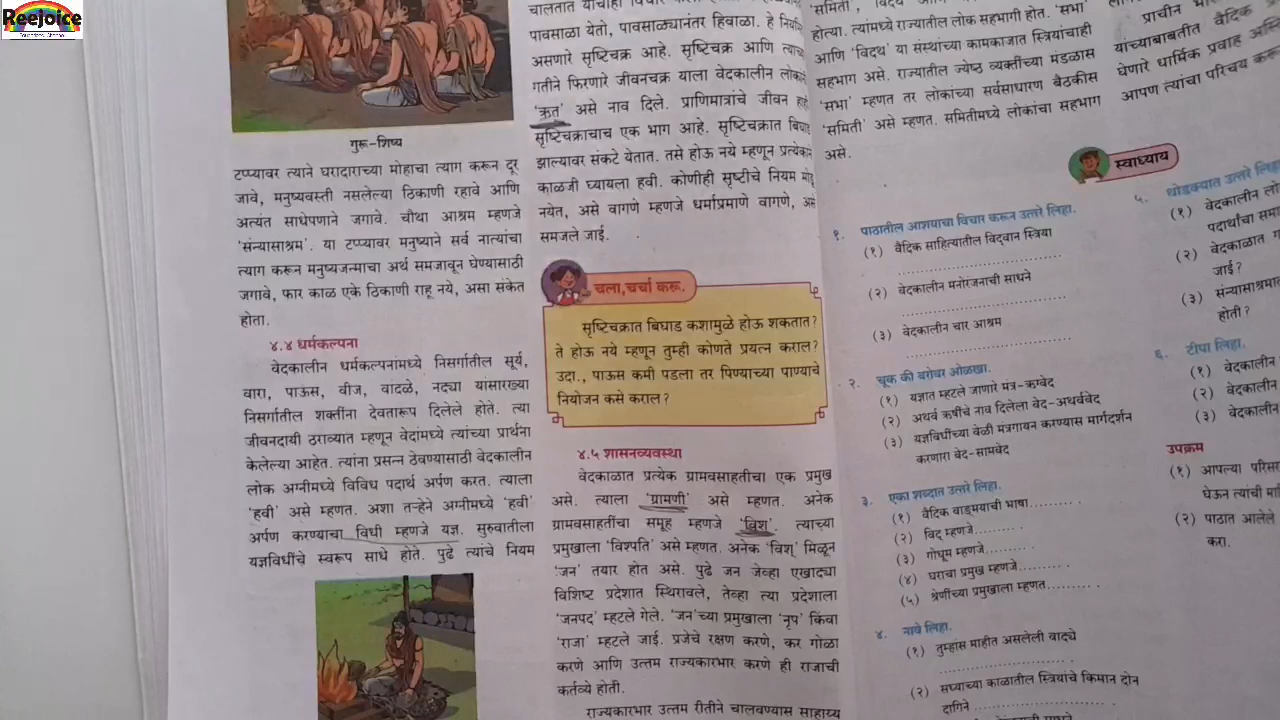 Reejoice
गुरू-शिष्य
टप्प्यावर त्याने घरादाराच्या मोहाचा त्याग करून दूर
जावे, मनुष्यवस्ती नसलेल्या ठिकाणी रहावे आणि
अत्यंत साधेपणाने जगावे. चौथा आश्रम म्हणजे
'संन्यासाश्रम'. या टप्प्यावर मनुष्याने सर्व नात्यांचा
त्याग करून मनुष्यजन्माचा अर्थ समजावून घेण्यासाठी
जगावे, फार काळ एके ठिकाणी राहू नये, असा संकेत
होता.
४.४ धर्मकल्पना
वेदकालीन धर्मकल्पनांमध्ये निसर्गातील सूर्य,
वारा, पाऊस, वीज, वादळे, नद्या यांसारख्या
निसर्गातील शक्तींना देवतारूप दिलेले होते. त्या
जीवनदायी ठराव्यात म्हणून वेदांमध्ये त्यांच्या प्रार्थना
केलेल्या आहेत. त्यांना प्रसन्न ठेवण्यासाठी वेदकालीन
लोक अग्नीमध्ये विविध पदार्थ अर्पण करत. त्याला
'हवी' असे म्हणत. अशा तऱ्हेने अग्नीमध्ये 'हवी'
अर्पण करण्याचा विधी म्हणजे यज्ञ. सुरुवातीला
यज्ञविधींचे स्वरूप साधे होते. पुढे त्यांचे नियम
पावसाळा येतो, पावसाळ्यानंतर हिवाळा. हे
असणारे सृष्टिचक्र आहे. सृष्टिचक्र आणि
गतीने फिरणारे जीवनचक्र याला वेदकालीन
'ऋत' असे नाव दिले. प्राणिमात्रांचे जीवन
सृष्टिचक्राचाच एक भाग आहे. सृष्टिचक्रात
झाल्यावर संकटे येतात. तसे होऊ नये म्हणून
काळजी घ्यायला हवी. कोणीही सृष्टीचे नियम
नयेत, असे वागणे म्हणजे धर्माप्रमाणे वागणे,
समजले जाई.
चला, चर्चा करू.
सृष्टिचक्रात बिघाड कशामुळे होऊ शकतात?
ते होऊ नये म्हणून तुम्ही कोणते प्रयत्न कराल?
उदा., पाऊस कमी पडला तर पिण्याच्या पाण्याचे
नियोजन कसे कराल?
४.५ शासनव्यवस्था
वेदकाळात प्रत्येक ग्रामवसाहतीचा एक प्रमुख
असे. त्याला 'ग्रामणी' असे म्हणत. अनेक
ग्रामवसाहतींचा समूह म्हणजे 'विश्'. त्याच्या
प्रमुखाला 'विश्पति' असे म्हणत. अनेक 'विश्' मिळून
'जन' तयार होत असे. पुढे जन जेव्हा एखाद्या
विशिष्ट प्रदेशात स्थिरावले, तेव्हा त्या प्रदेशाला
'जनपद' म्हटले गेले. 'जन'च्या प्रमुखाला 'नृप' किंवा
'राजा' म्हटले जाई. प्रजेचे रक्षण करणे, कर गोळा
करणे आणि उत्तम राज्यकारभार करणे ही राजाची
कर्तव्ये होती.
राज्यकारभार उत्तम रीतीने चालवण्यास साहाय्य
होत्या. त्यांमध्ये राज्यातील लोक सहभागी होत. 'सभा'
आणि 'विदथ' या संस्थांच्या कामकाजात स्त्रियांचाही
सहभाग असे. राज्यातील ज्येष्ठ व्यक्तींच्या मंडळास
'सभा' म्हणत तर लोकांच्या सर्वसाधारण बैठकीस
'समिती' असे म्हणत. समितीमध्ये लोकांचा सहभाग
असे.
प्राचीन
यांच्याबाबतीत वैदिक
घेणारे धार्मिक प्रवाह
आपण त्यांचा परिचय
स्वाध्याय
१. पाठातील आशयाचा विचार करून उत्तरे लिहा.
(१) वैदिक साहित्यातील विद्वान स्त्रिया
(२) वेदकालीन मनोरंजनाची साधने
(३) वेदकालीन चार आश्रम
२. चूक की बरोबर ओळखा.
(१) यज्ञात म्हटले जाणारे मंत्र-ऋग्वेद
(२) अथर्व ऋषींचे नाव दिलेला वेद-अथर्ववेद
(३) यज्ञविधींच्या वेळी मंत्रगायन करण्यास मार्गदर्शन
करणारा वेद-सामवेद
३. एका शब्दात उत्तरे लिहा.
(१) वैदिक वाङ्मयाची भाषा..........
(२) विद् म्हणजे.........
(३) गोधूम म्हणजे..........
(४) घराचा प्रमुख म्हणजे..........
(५) श्रेणींच्या प्रमुखाला म्हणत..........
४. नावे लिहा.
(१) तुम्हांस माहीत असलेली वाद्ये
(२) सध्याच्या काळातील स्त्रियांचे किमान दोन
दागिने
५. थोडक्यात उत्तरे
(१) वेदकालीन
(२) वेदकाळात
जाई?
(३)
होती?
६. टीपा लिहा.
(१) वेदकालीन
(२) वेदकालीन
(३) वेदकालीन
उपक्रम
(१) आपल्या
घेऊन त्यांची
(२) पाठात आलेले
करा.